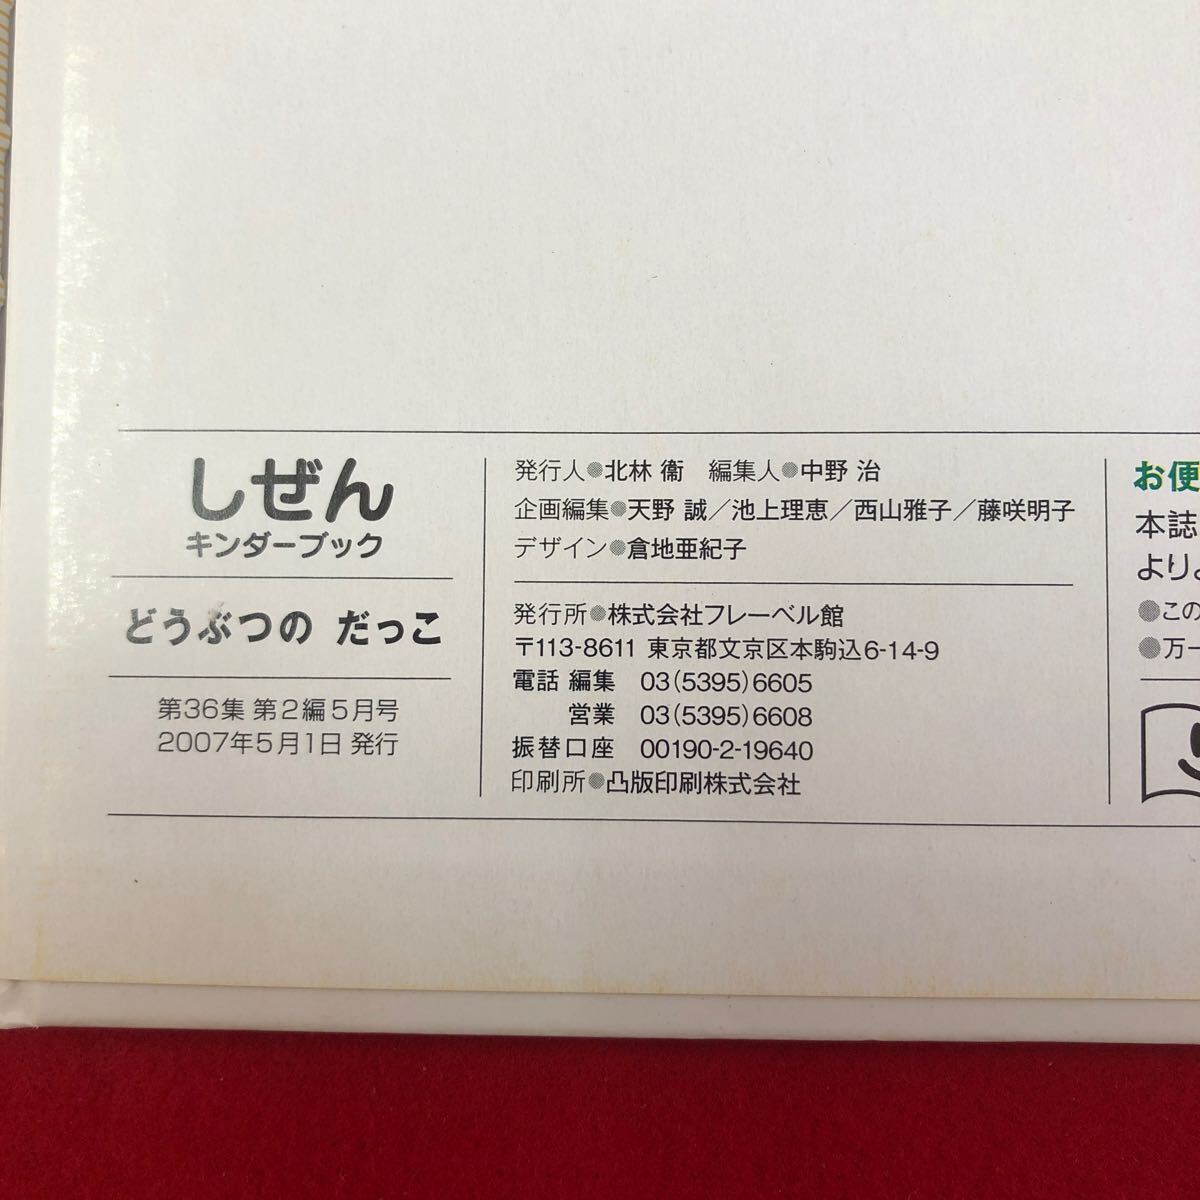 しぜん
キンダーブック
どうぶつの だっこ
第36集 第2編5月号
2007年5月1日 発行
発行人●北林 衞 編集人●中野 治
企画編集●天野 誠／池上理恵／西山雅子／藤咲明子
デザイン●倉地亜紀子
発行所●株式会社フレーベル館
〒113-8611 東京都文京区本駒込6-14-9
電話 編集 03(5395)6605
営業 03(5395)6608
振替口座 00190-2-19640
印刷所●凸版印刷株式会社
お便
本誌
より
●この
●万一